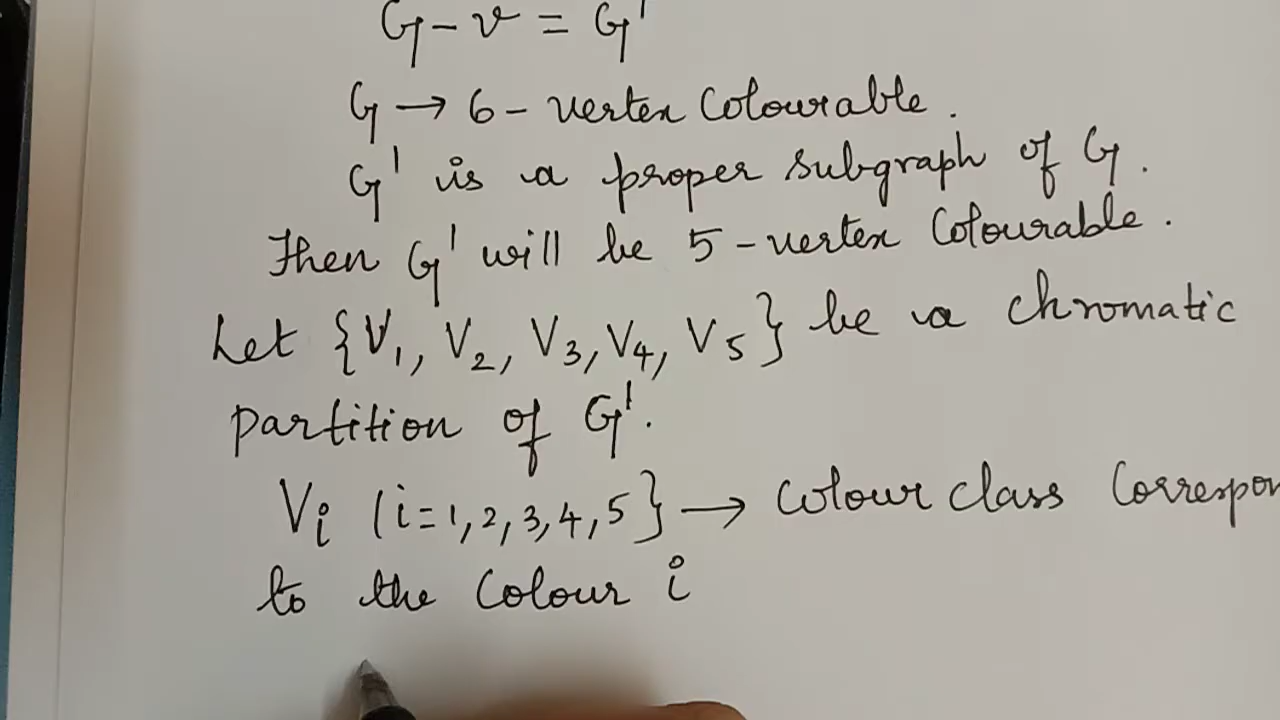 G - v = G'
G → 6 - vertex Colourable.
G' is a proper subgraph of G.
Then G' will be 5 - vertex Colourable.
Let {V₁, V₂, V₃, V₄, V₅} be a chromatic
partition of G'.
Vᵢ (i=1,2,3,4,5} → colour class Correspon
to the Colour i